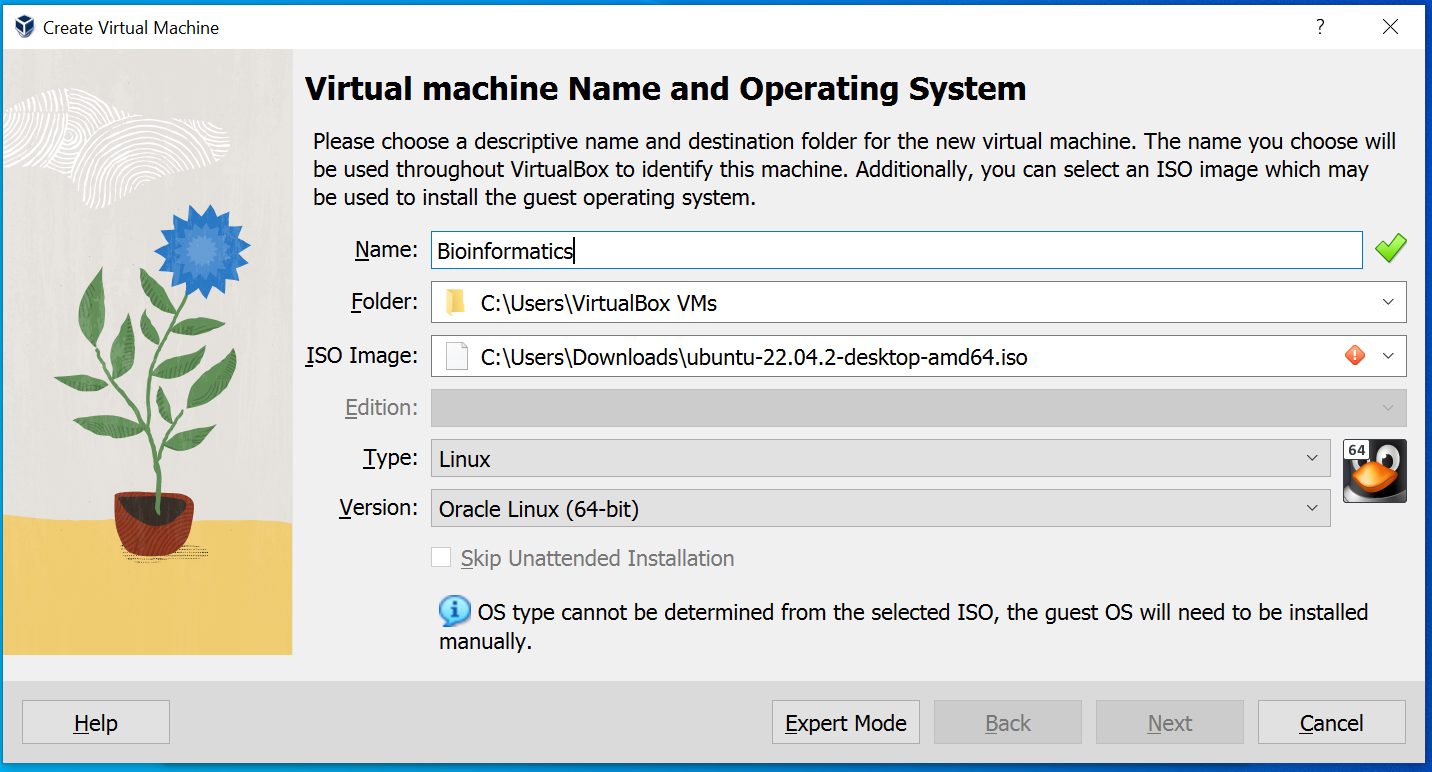 Create Virtual Machine
?
Virtual machine Name and Operating System
Please choose a descriptive name and destination folder for the new virtual machine. The name you choose will
be used throughout VirtualBox to identify this machine. Additionally, you can select an ISO image which may
be used to install the guest operating system.
Name: Bioinformatics
Folder: C:\Users\VirtualBox VMs
ISO Image: C:\Users\Downloads\ubuntu-22.04.2-desktop-amd64.iso
Edition:
Type: Linux
64
Version: Oracle Linux (64-bit)
Skip Unattended Installation
OS type cannot be determined from the selected ISO, the guest OS will need to be installed
manually.
Help Expert Mode Back Next Cancel